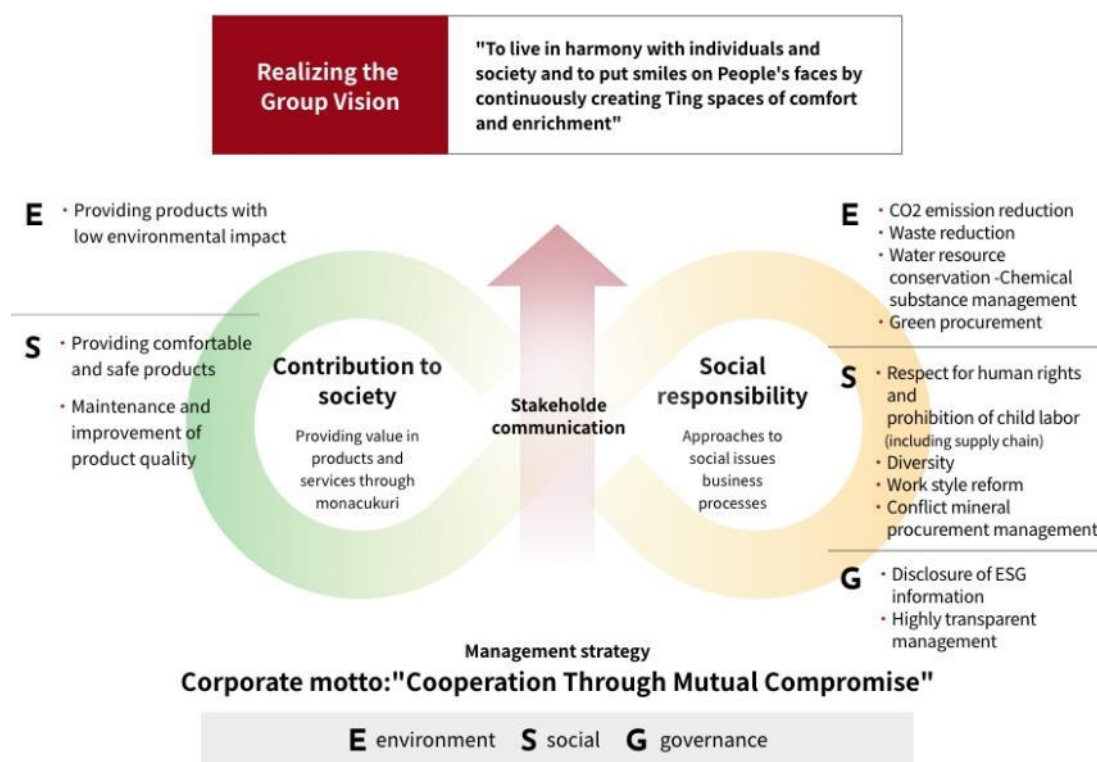 Realizing the
Group Vision
"To live in harmony with individuals and
society and to put smiles on People's faces by
continuously creating Ting spaces of comfort
and enrichment"
E
· Providing products with
low environmental impact
S
· Providing comfortable
and safe products
· Maintenance and
improvement of
product quality
Contribution to
society
Providing value in
products and
services through
monacukuri
Stakeholde
communication
Social
responsibility
Approaches to
social issues
business
processes
E
· CO2 emission reduction
· Waste reduction
· Water resource
conservation -Chemical
substance management
· Green procurement
S
· Respect for human rights
and
prohibition of child labor
(including supply chain)
· Diversity
· Work style reform
· Conflict mineral
procurement management
G
· Disclosure of ESG
information
· Highly transparent
management
Management strategy
Corporate motto:"Cooperation Through Mutual Compromise"
E environment S social G governance